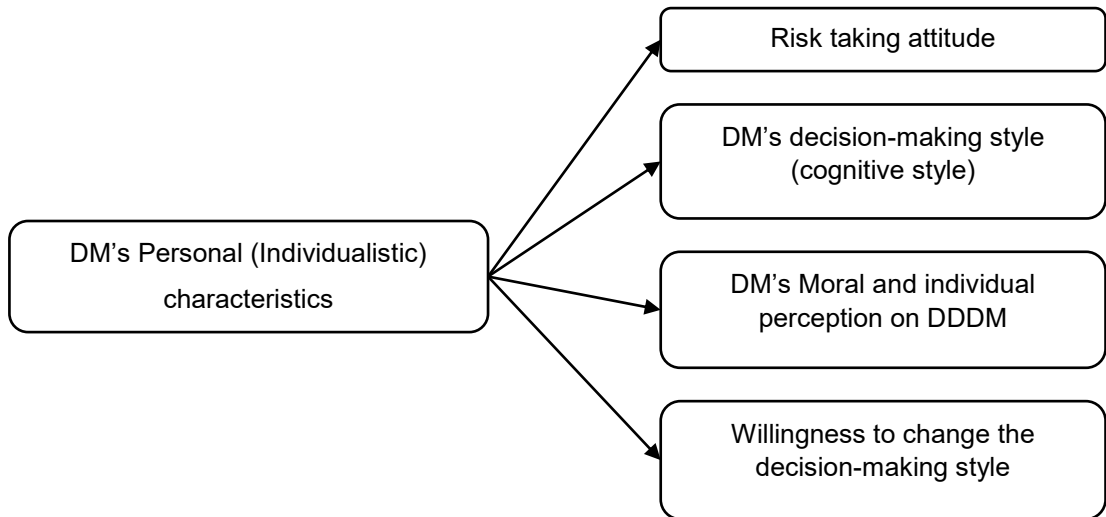 Risk taking attitude
DM’s decision-making style
(cognitive style)
DM’s Personal (Individualistic)
characteristics
DM’s Moral and individual
perception on DDDM
Willingness to change the
decision-making style